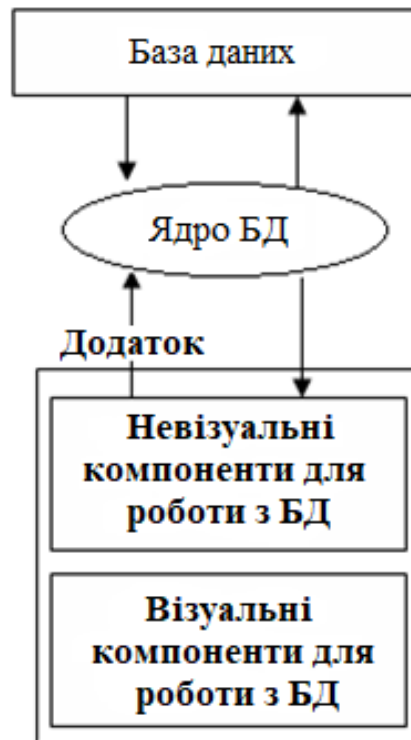 База даних
Ядро БД
Додаток
Невізуальні
компоненти для
роботи з БД
Візуальні
компоненти для
роботи з БД